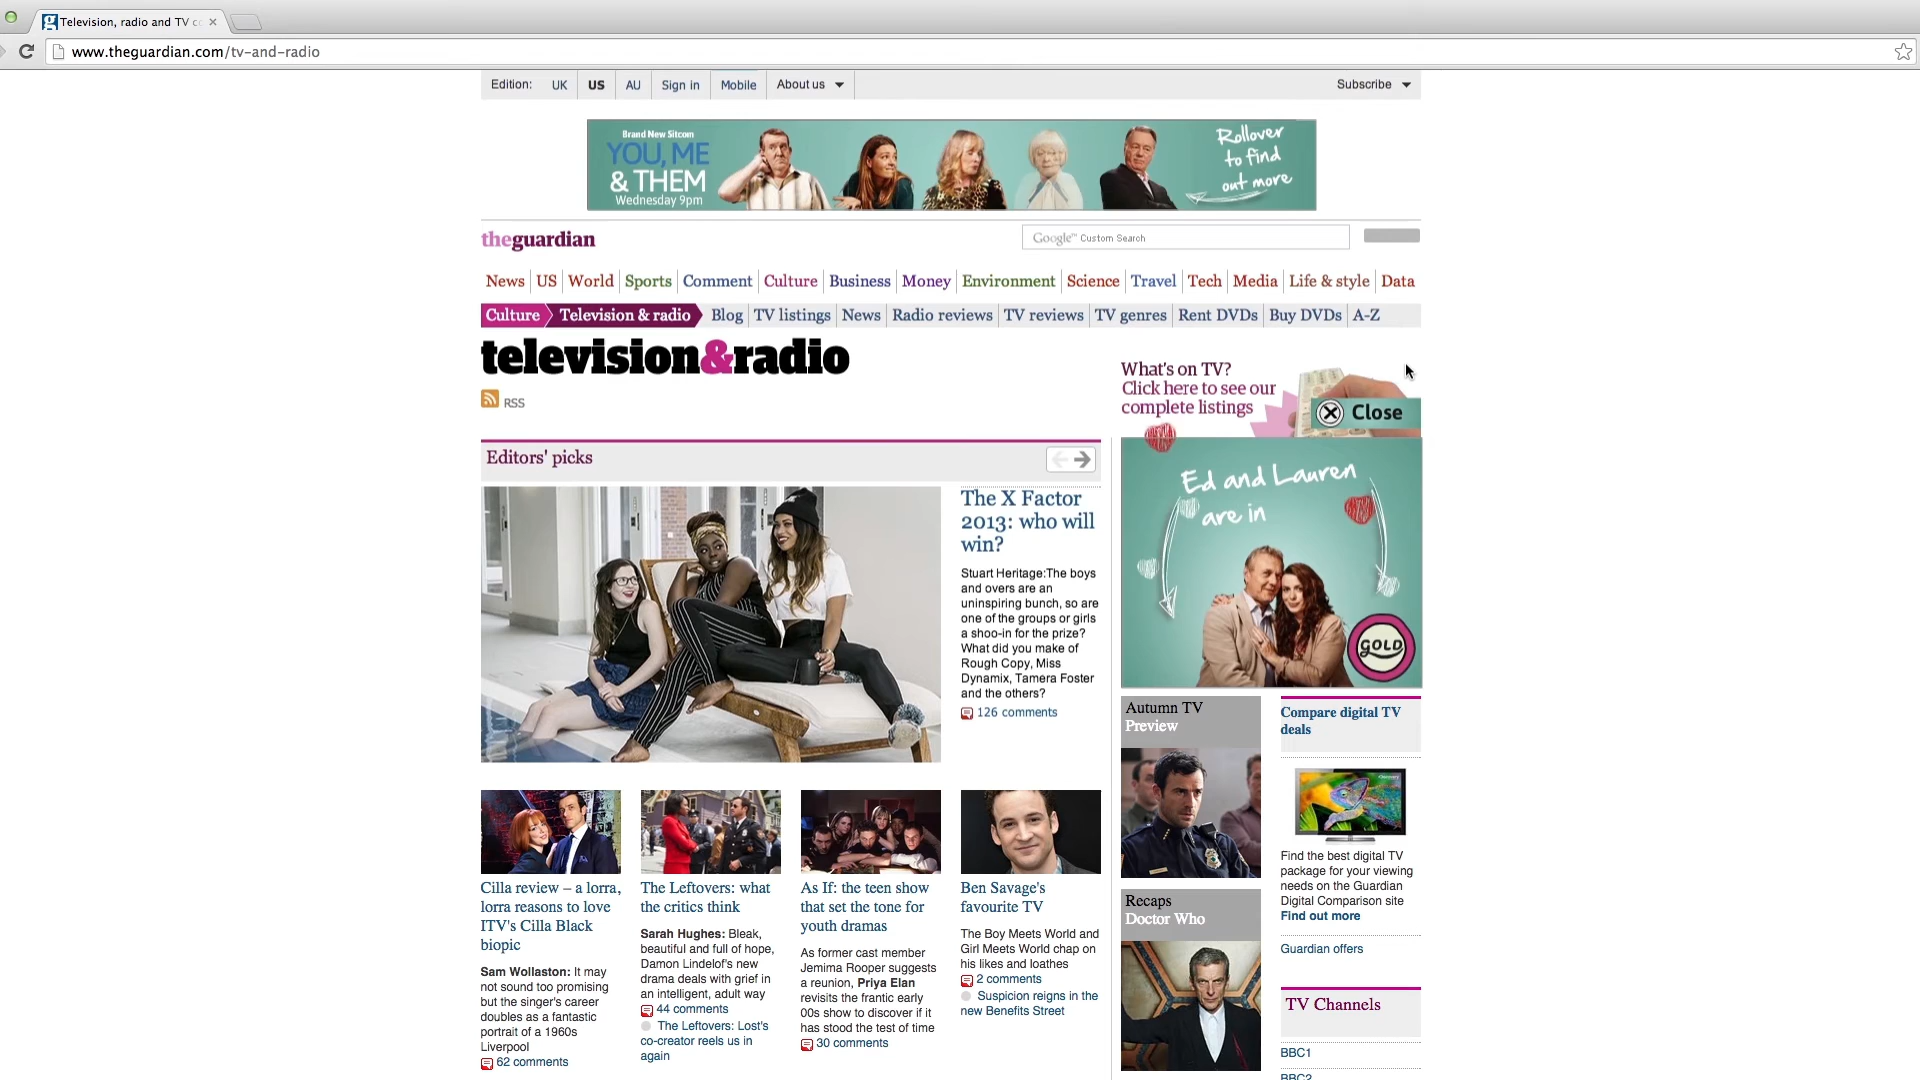 Television, radio and TV c
www.theguardian.com/tv-and-radio
Edition: UK US AU Sign in Mobile About us Subscribe
Brand New Sitcom
YOU, ME
& THEM
Wednesday 9pm
Rollover
to find
out more
theguardian
Google™ Custom Search
News US World Sports Comment Culture Business Money Environment Science Travel Tech Media Life & style Data
Culture Television & radio Blog TV listings News Radio reviews TV reviews TV genres Rent DVDs Buy DVDs A-Z
television&radio
RSS
What's on TV?
Click here to see our
complete listings
Close
Editors' picks
The X Factor
2013: who will
win?
Stuart Heritage:The boys
and overs are an
uninspiring bunch, so are
one of the groups or girls
a shoo-in for the prize?
What did you make of
Rough Copy, Miss
Dynamix, Tamera Foster
and the others?
126 comments
Ed and Lauren
are in
GOLD
Cilla review – a lorra,
lorra reasons to love
ITV's Cilla Black
biopic
Sam Wollaston: It may
not sound too promising
but the singer's career
doubles as a fantastic
portrait of a 1960s
Liverpool
62 comments
The Leftovers: what
the critics think
Sarah Hughes: Bleak,
beautiful and full of hope,
Damon Lindelof's new
drama deals with grief in
an intelligent, adult way
44 comments
The Leftovers: Lost's
co-creator reels us in
again
As If: the teen show
that set the tone for
youth dramas
As former cast member
Jemima Rooper suggests
a reunion, Priya Elan
revisits the frantic early
00s show to discover if it
has stood the test of time
30 comments
Ben Savage's
favourite TV
The Boy Meets World and
Girl Meets World chap on
his likes and loathes
2 comments
Suspicion reigns in the
new Benefits Street
Autumn TV
Preview
Recaps
Doctor Who
Compare digital TV
deals
Find the best digital TV
package for your viewing
needs on the Guardian
Digital Comparison site
Find out more
Guardian offers
TV Channels
BBC1
BBC2